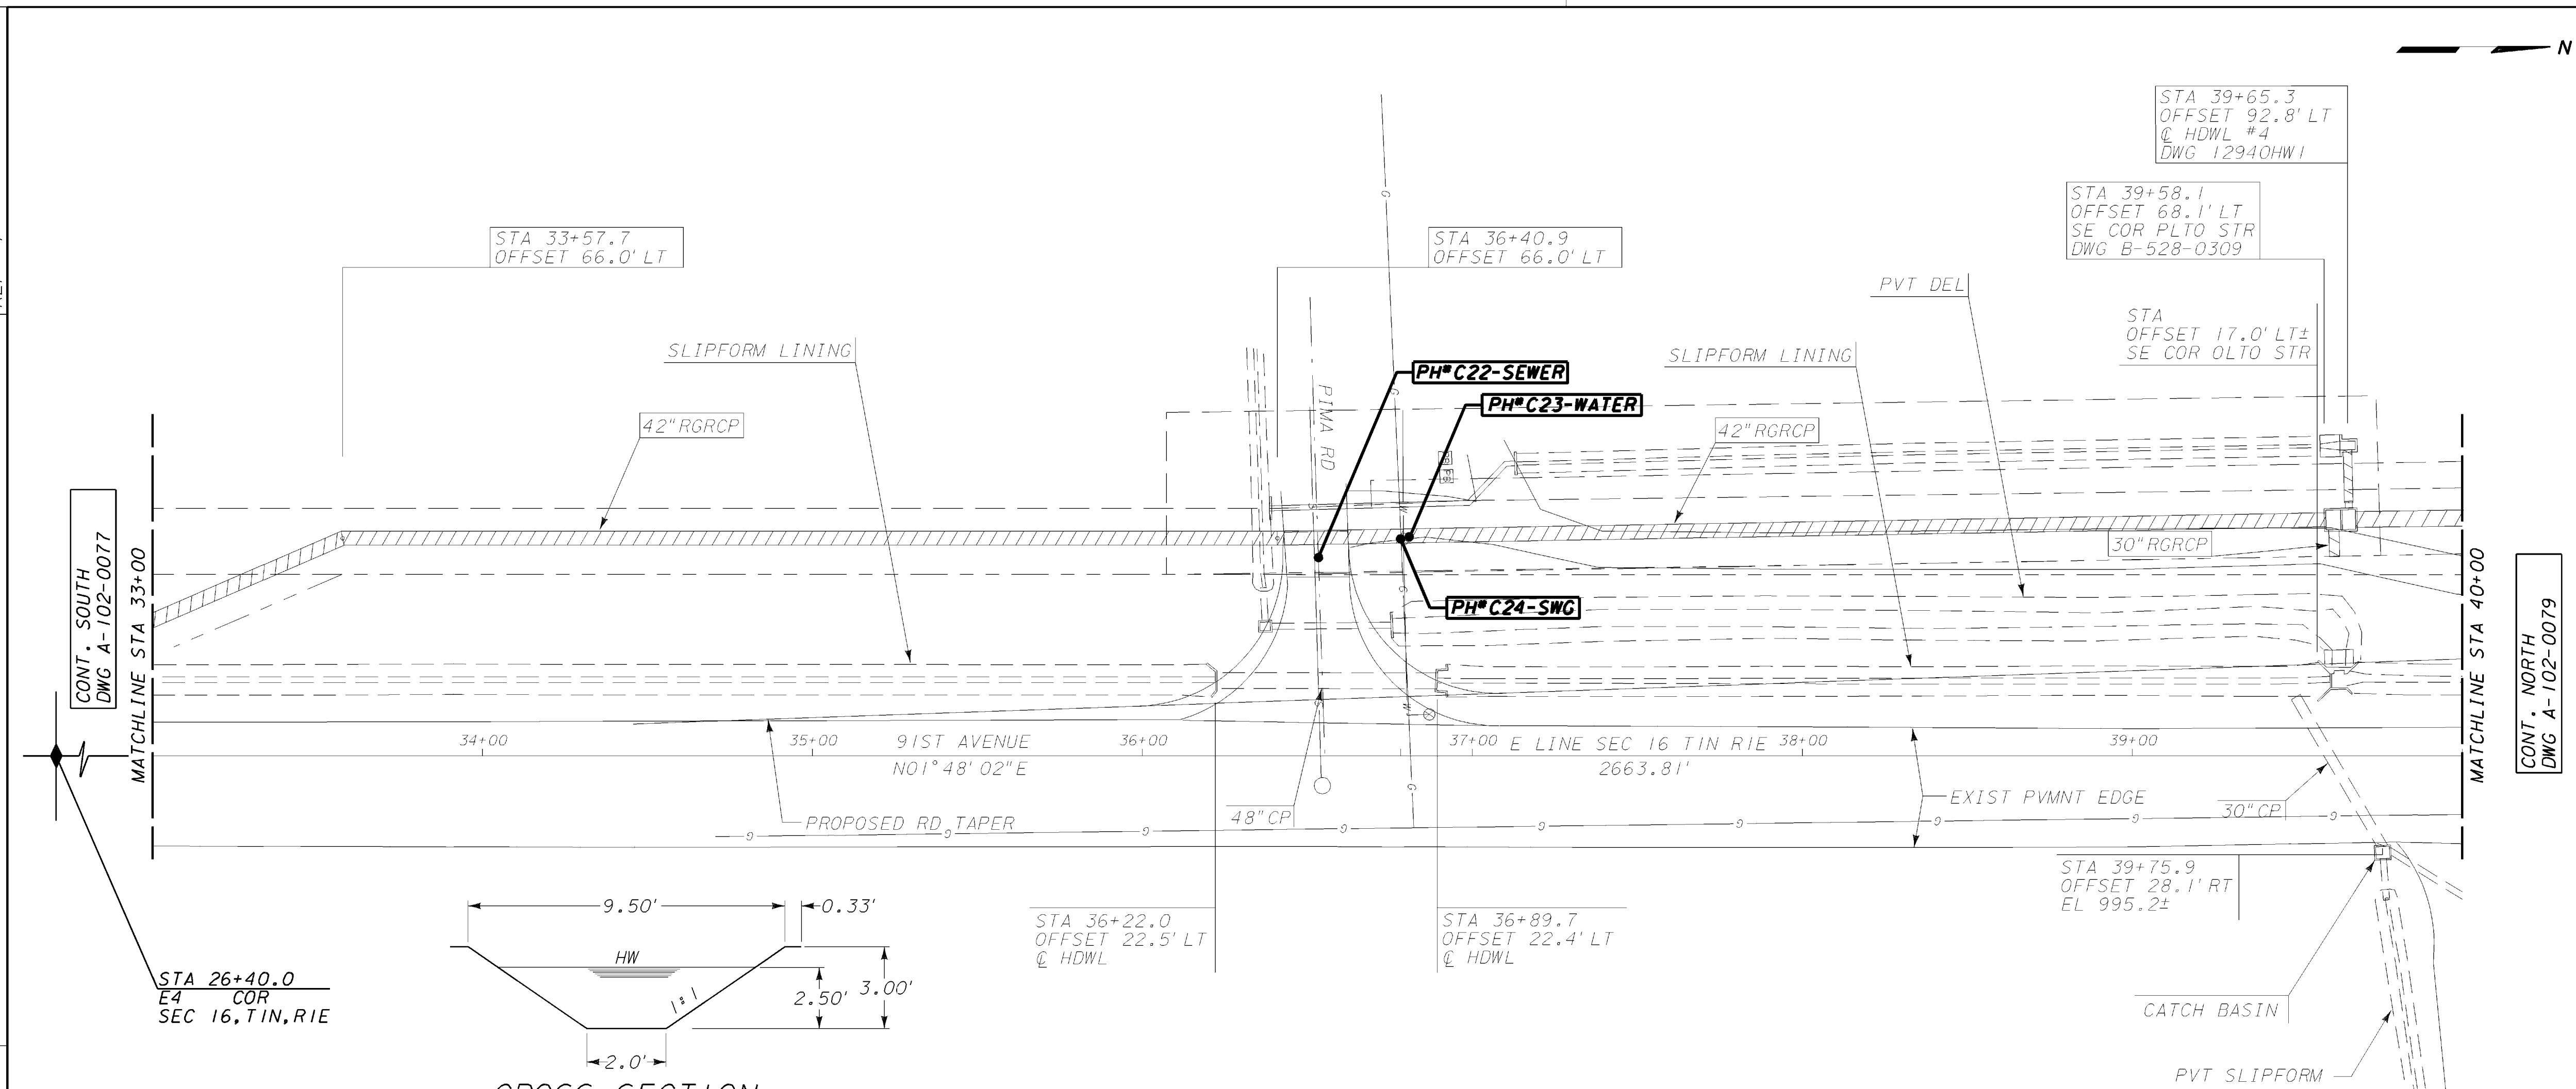 N
STA 39+65.3
OFFSET 92.8' LT
℄ HDWL #4
DWG 12940HW1
STA 39+58.1
OFFSET 68.1' LT
SE COR PLTO STR
DWG B-528-0309
STA 33+57.7
OFFSET 66.0' LT
STA 36+40.9
OFFSET 66.0' LT
PVT DEL
STA
OFFSET 17.0' LT±
SE COR OLTO STR
SLIPFORM LINING
SLIPFORM LINING
PH#C22-SEWER
PH#C23-WATER
PIMA RD
42"RGRCP
42"RGRCP
30"RGRCP
PH#C24-SWG
CONT. SOUTH
DWG A-102-0077
MATCHLINE STA 33+00
MATCHLINE STA 40+00
CONT. NORTH
DWG A-102-0079
G
G
G
G
G
S
S
W
W
34+00
35+00
91ST AVENUE
36+00
37+00
E LINE SEC 16 T1N R1E
38+00
39+00
N01°48'02"E
2663.81'
PROPOSED RD TAPER
48"CP
EXIST PVMNT EDGE
30"CP
G
G
G
G
G
G
G
G
G
STA 39+75.9
OFFSET 28.1' RT
EL 995.2±
STA 36+22.0
OFFSET 22.5' LT
℄ HDWL
STA 36+89.7
OFFSET 22.4' LT
℄ HDWL
9.50'
0.33'
HW
1:1
2.50'
3.00'
2.0'
STA 26+40.0
E4 COR
SEC 16,T1N,R1E
CATCH BASIN
PVT SLIPFORM
CROSS SECTION